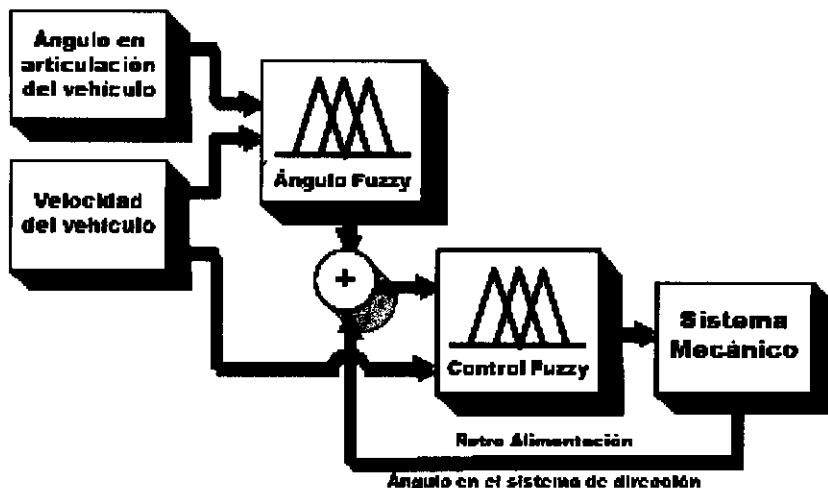 Ángulo en
articulación
del vehículo
Velocidad
del vehículo
Ángulo Fuzzy
+
Control Fuzzy
Sistema
Mecánico
Retro Alimentación
Ángulo en el sistema de dirección